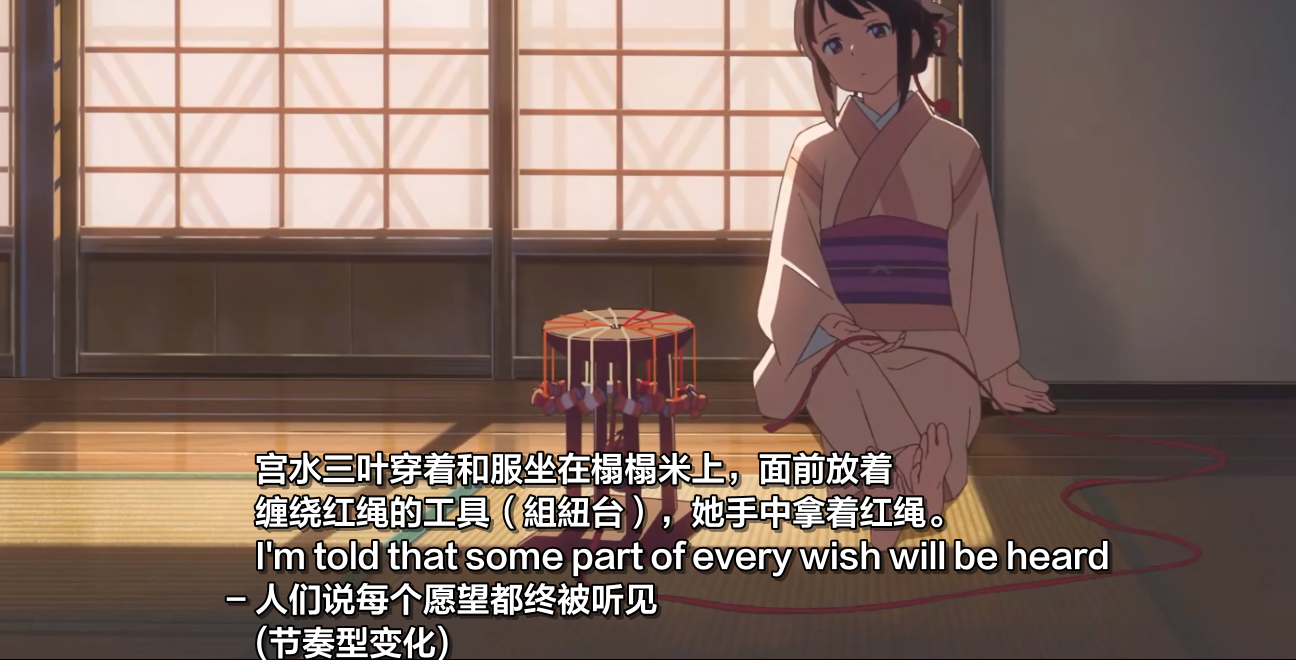 宫水三叶穿着和服坐在榻榻米上，面前放着
缠绕红绳的工具（組紐台），她手中拿着红绳。
I'm told that some part of every wish will be heard
– 人们说每个愿望都终被听见
(节奏型变化)